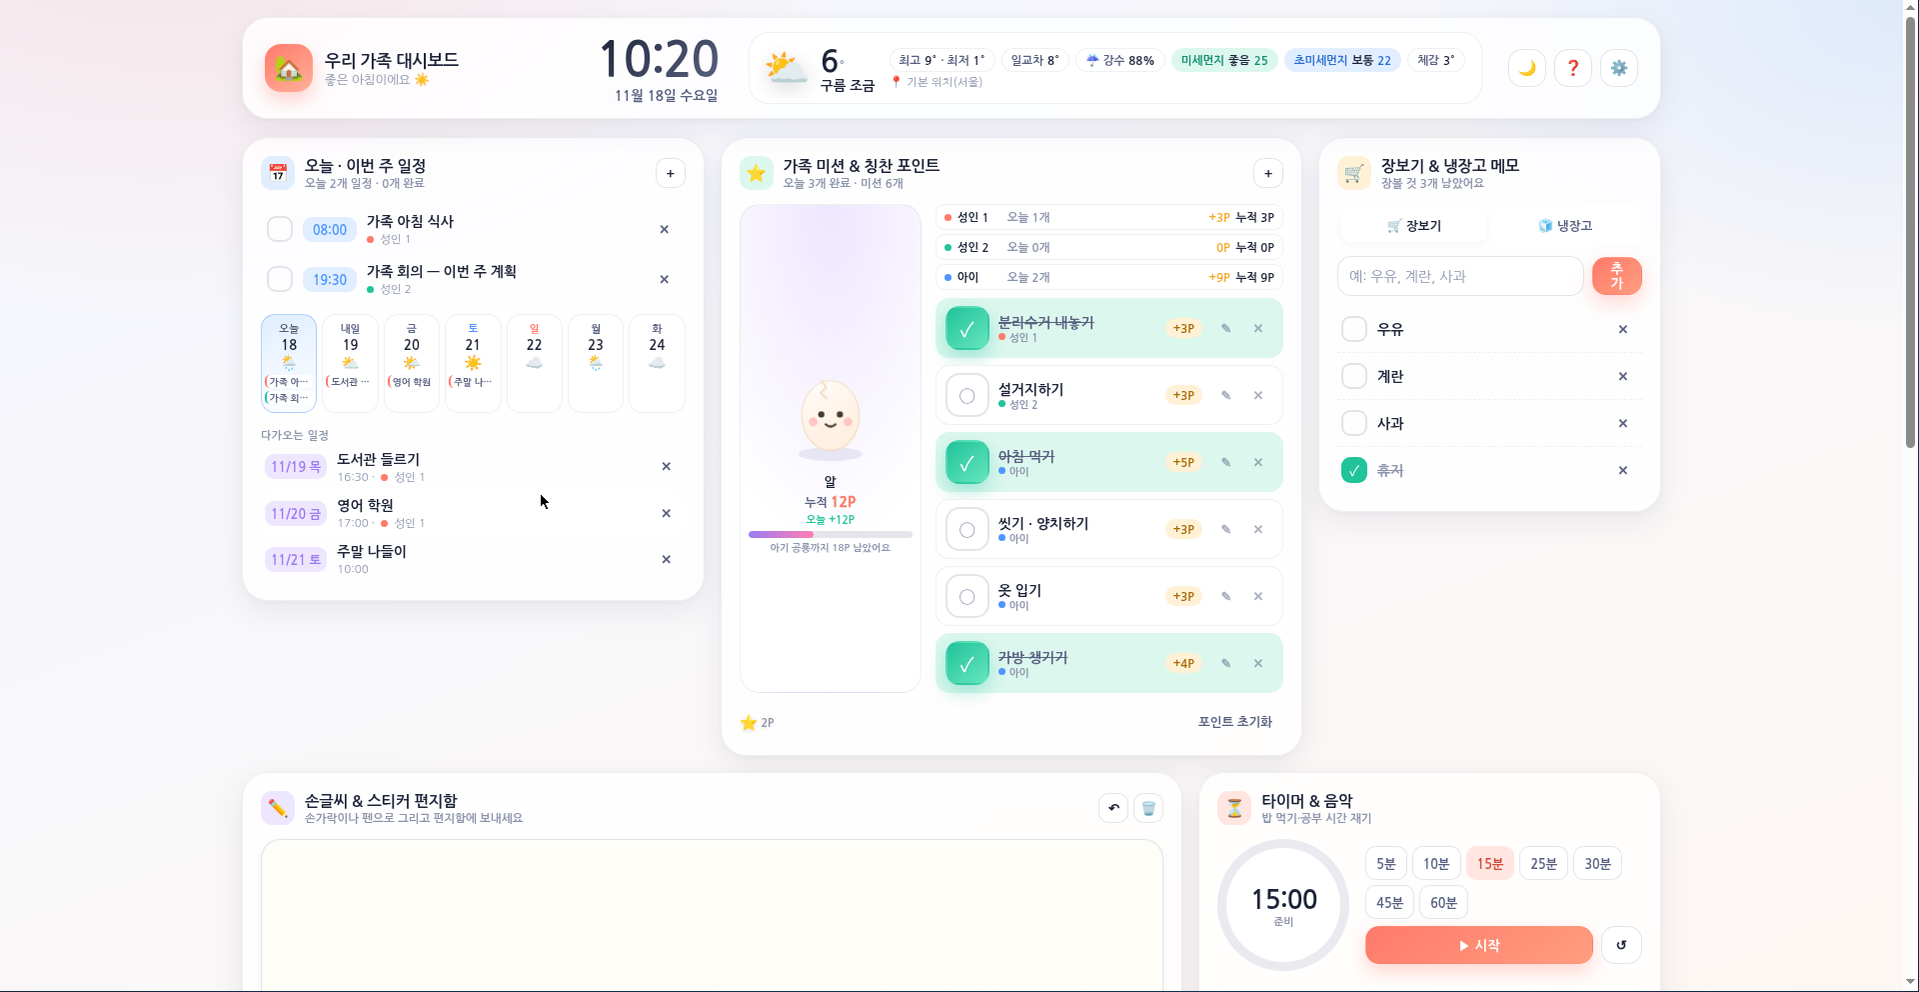 우리 가족 대시보드
좋은 아침이에요
10:20
11월 18일 수요일
6°
구름 조금
최고 9° · 최저 1°
일교차 8°
강수 88%
미세먼지 좋음 25
초미세먼지 보통 22
체감 3°
기본 위치(서울)
오늘 · 이번 주 일정
오늘 2개 일정 · 0개 완료
+
08:00 가족 아침 식사
성인 1
×
19:30 가족 회의 — 이번 주 계획
성인 2
×
오늘 내일 금 토 일 월 화
18 19 20 21 22 23 24
가족 아… 도서관 … 영어 학원 주말 나…
가족 회…
다가오는 일정
11/19 목 도서관 들르기
16:30 · 성인 1
×
11/20 금 영어 학원
17:00 · 성인 1
×
11/21 토 주말 나들이
10:00
×
가족 미션 & 칭찬 포인트
오늘 3개 완료 · 미션 6개
+
알
누적 12P
오늘 +12P
아기 공룡까지 18P 남았어요
성인 1 오늘 1개 +3P 누적 3P
성인 2 오늘 0개 0P 누적 0P
아이 오늘 2개 +9P 누적 9P
✓ 분리수거 내놓기 +3P ✎ ×
성인 1
설거지하기 +3P ✎ ×
성인 2
✓ 아침 먹기 +5P ✎ ×
아이
씻기 · 양치하기 +3P ✎ ×
아이
옷 입기 +3P ✎ ×
아이
✓ 가방 챙기기 +4P ✎ ×
아이
2P
포인트 초기화
장보기 & 냉장고 메모
장볼 것 3개 남았어요
장보기 냉장고
예: 우유, 계란, 사과
추가
우유 ×
계란 ×
사과 ×
✓ 휴지 ×
손글씨 & 스티커 편지함
손가락이나 펜으로 그리고 편지함에 보내세요
타이머 & 음악
밥 먹기·공부 시간 재기
15:00
준비
5분 10분 15분 25분 30분
45분 60분
▶ 시작
↺